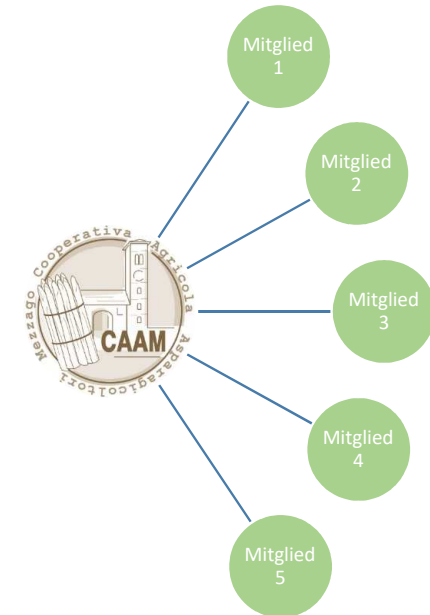 Mitglied
1
Mitglied
2
Cooperativa Agricola
Mitglied
3
CAAM
Mezzago
Asparagicoltori
Mitglied
4
Mitglied
5